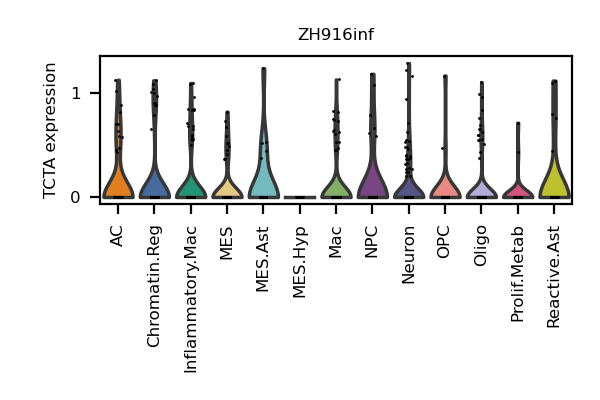 ZH916inf
TCTA expression
1
0
AC
Chromatin.Reg
Inflammatory.Mac
MES
MES.Ast
MES.Hyp
Mac
NPC
Neuron
OPC
Oligo
Prolif.Metab
Reactive.Ast